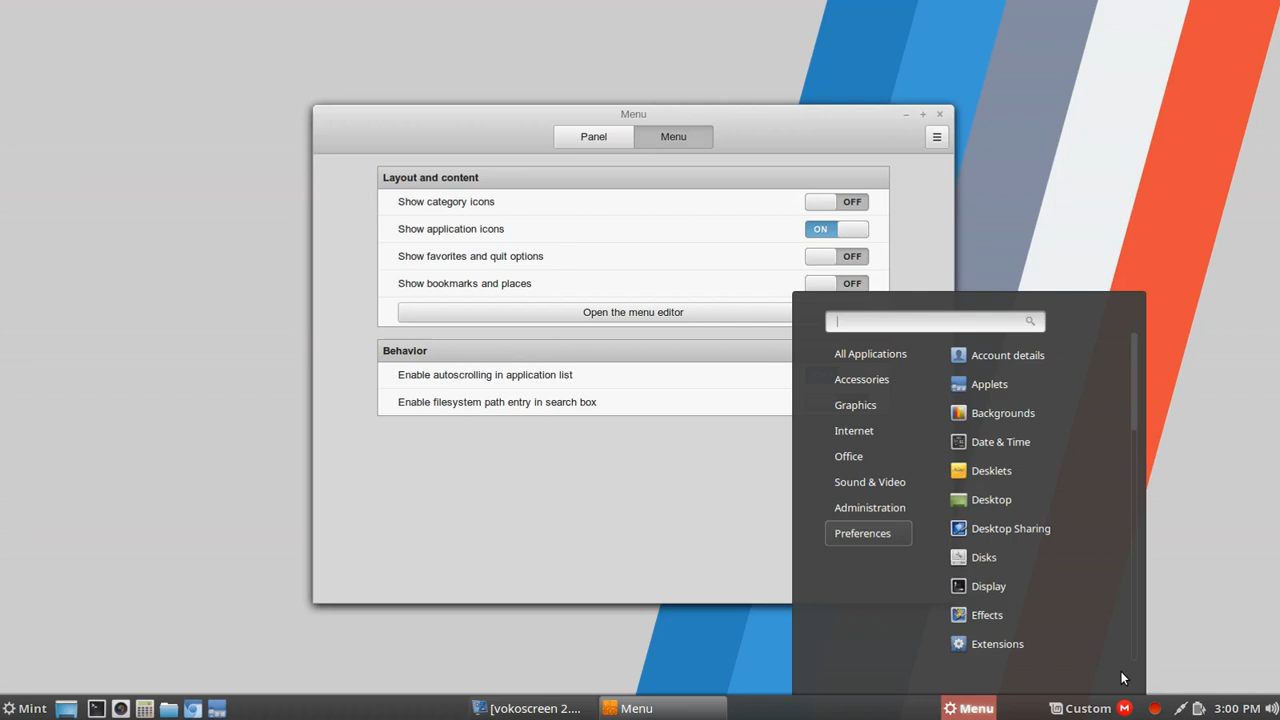 Menu
Panel
Menu
Layout and content
Show category icons
OFF
Show application icons
ON
Show favorites and quit options
OFF
Show bookmarks and places
OFF
Open the menu editor
Behavior
Enable autoscrolling in application list
Enable filesystem path entry in search box
All Applications
Accessories
Graphics
Internet
Office
Sound & Video
Administration
Preferences
Account details
Applets
Backgrounds
Date & Time
Desklets
Desktop
Desktop Sharing
Disks
Display
Effects
Extensions
Mint
[vokoscreen 2....
Menu
Menu
Custom
3:00 PM